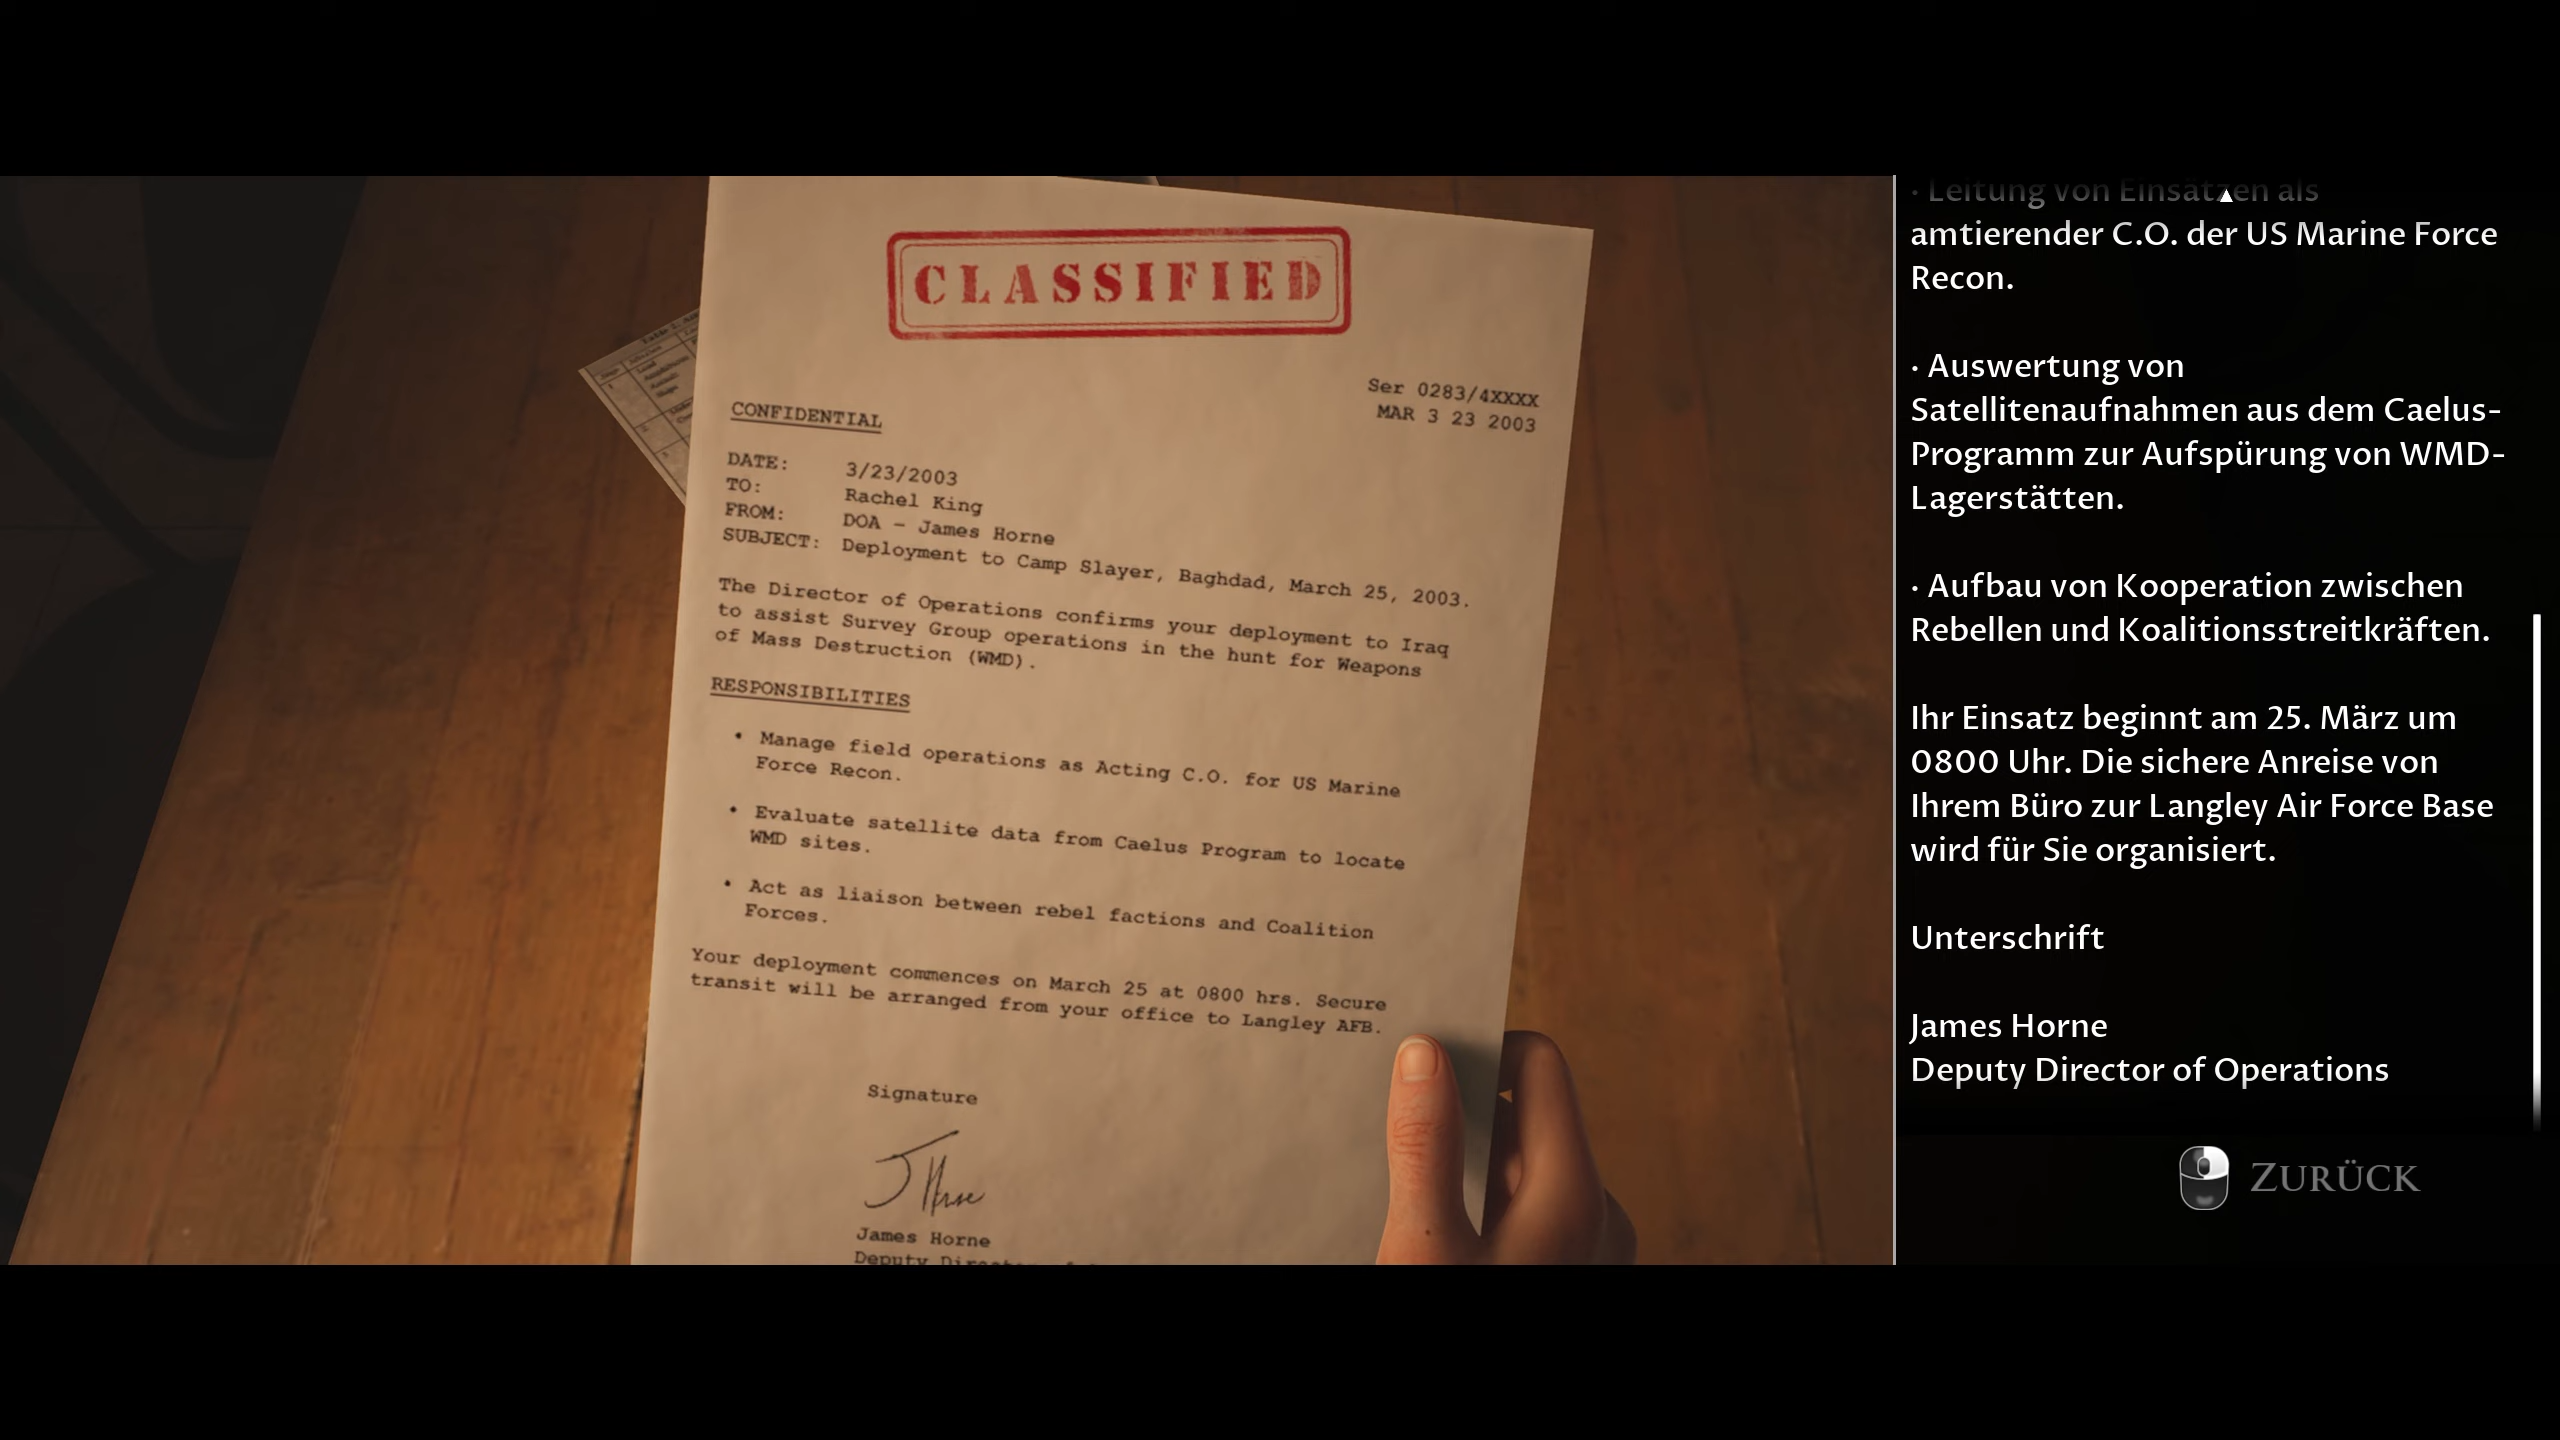 CLASSIFIED
Ser 0283/4XXXX
MAR 3 23 2003
CONFIDENTIAL
DATE: 3/23/2003
TO: Rachel King
FROM: DOA - James Horne
SUBJECT: Deployment to Camp Slayer, Baghdad, March 25, 2003.
The Director of Operations confirms your deployment to Iraq
to assist Survey Group operations in the hunt for Weapons
of Mass Destruction (WMD).
RESPONSIBILITIES
• Manage field operations as Acting C.O. for US Marine
Force Recon.
• Evaluate satellite data from Caelus Program to locate
WMD sites.
• Act as liaison between rebel factions and Coalition
Forces.
Your deployment commences on March 25 at 0800 hrs. Secure
transit will be arranged from your office to Langley AFB.
Signature
J Horne
James Horne
Deputy
· Leitung von Einsätzen als
amtierender C.O. der US Marine Force
Recon.
· Auswertung von
Satellitenaufnahmen aus dem Caelus-
Programm zur Aufspürung von WMD-
Lagerstätten.
· Aufbau von Kooperation zwischen
Rebellen und Koalitionsstreitkräften.
Ihr Einsatz beginnt am 25. März um
0800 Uhr. Die sichere Anreise von
Ihrem Büro zur Langley Air Force Base
wird für Sie organisiert.
Unterschrift
James Horne
Deputy Director of Operations
ZURÜCK